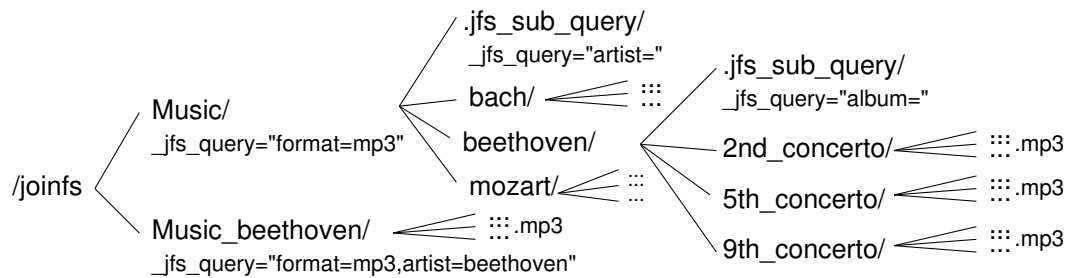 /joinfs
Music/
_jfs_query="format=mp3"
Music_beethoven/
_jfs_query="format=mp3,artist=beethoven"
.mp3
.jfs_sub_query/
_jfs_query="artist="
bach/
beethoven/
mozart/
.jfs_sub_query/
_jfs_query="album="
2nd_concerto/
.mp3
5th_concerto/
.mp3
9th_concerto/
.mp3